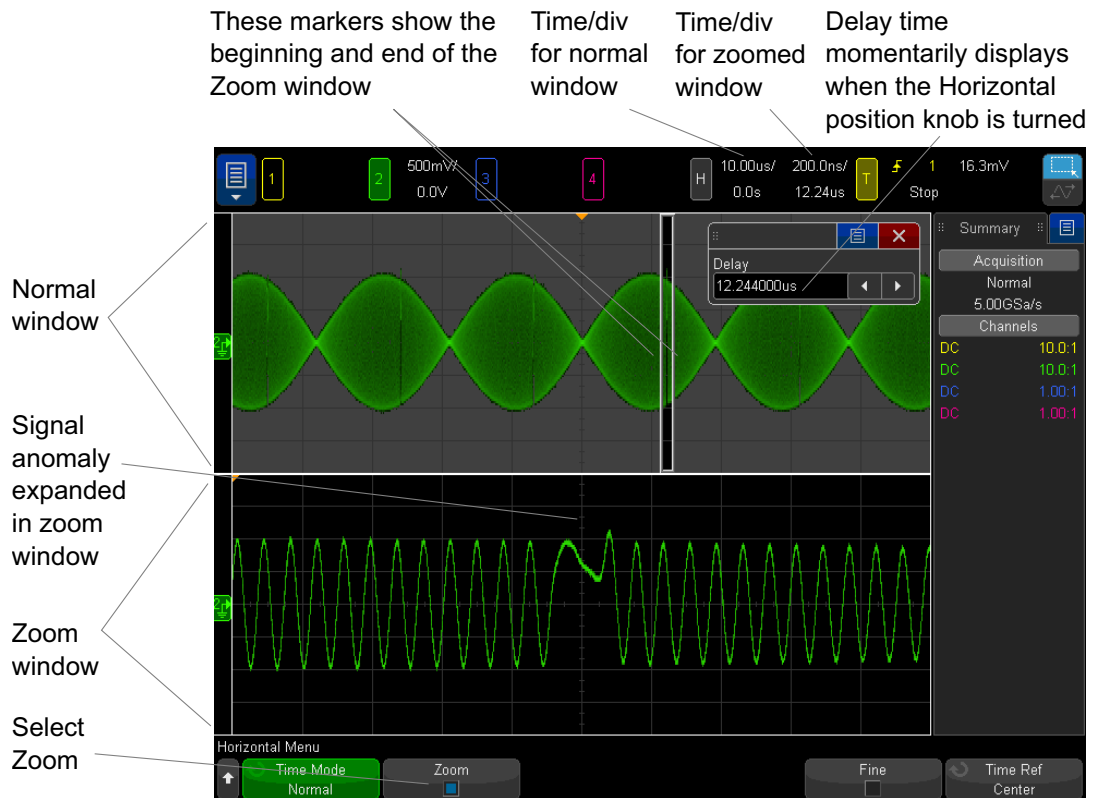 These markers show the
beginning and end of the
Zoom window
Time/div
for normal
window
Time/div
for zoomed
window
Delay time
momentarily displays
when the Horizontal
position knob is turned
1
2
500mV/
0.0V
3
4
H
10.00us/
0.0s
200.0ns/
12.24us
T
1
Stop
16.3mV
Normal
window
Signal
anomaly
expanded
in zoom
window
Zoom
window
Select
Zoom
Delay
12.244000us
Summary
Acquisition
Normal
5.00GSa/s
Channels
DC 10.0:1
DC 10.0:1
DC 1.00:1
DC 1.00:1
2
2
Horizontal Menu
Time Mode
Normal
Zoom
Fine
Time Ref
Center